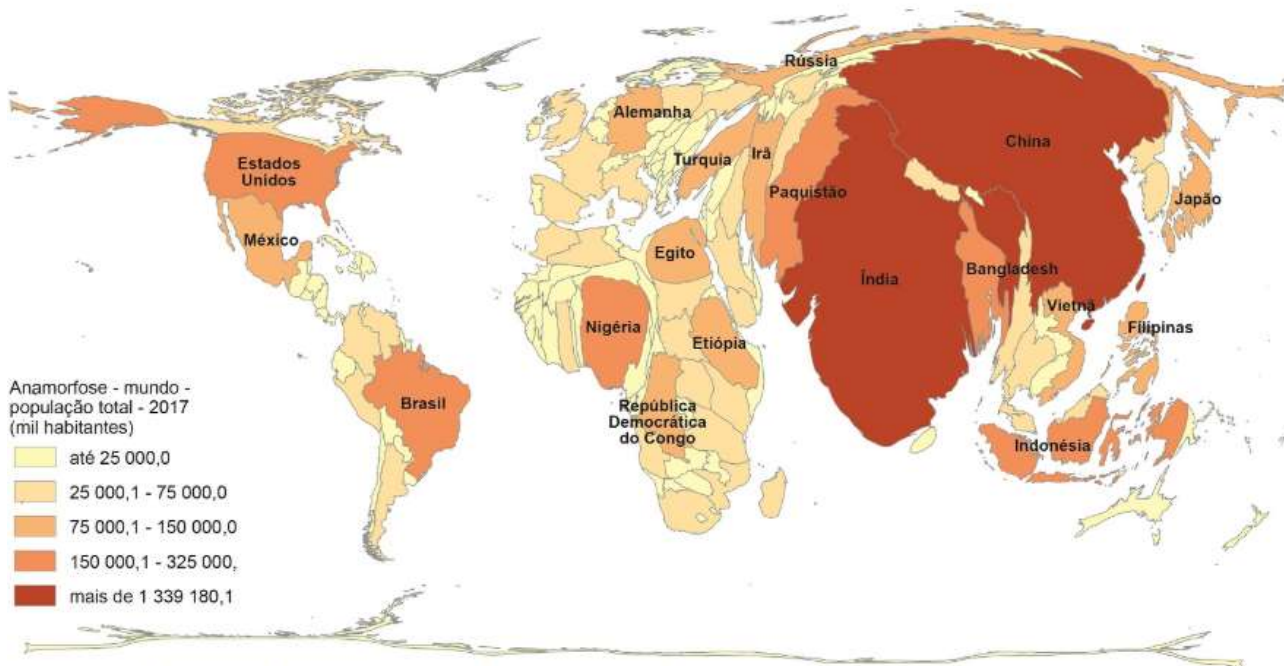 Rússia
Alemanha
China
Estados
Unidos
Turquia
Irã
Paquistão
Japão
México
Egito
Índia
Bangladesh
Vietnã
Filipinas
Nigéria
Etiópia
Anamorfose - mundo -
população total - 2017
(mil habitantes)
Brasil
República
Democrática
do Congo
Indonésia
até 25 000,0
25 000,1 - 75 000,0
75 000,1 - 150 000,0
150 000,1 - 325 000,
mais de 1 339 180,1